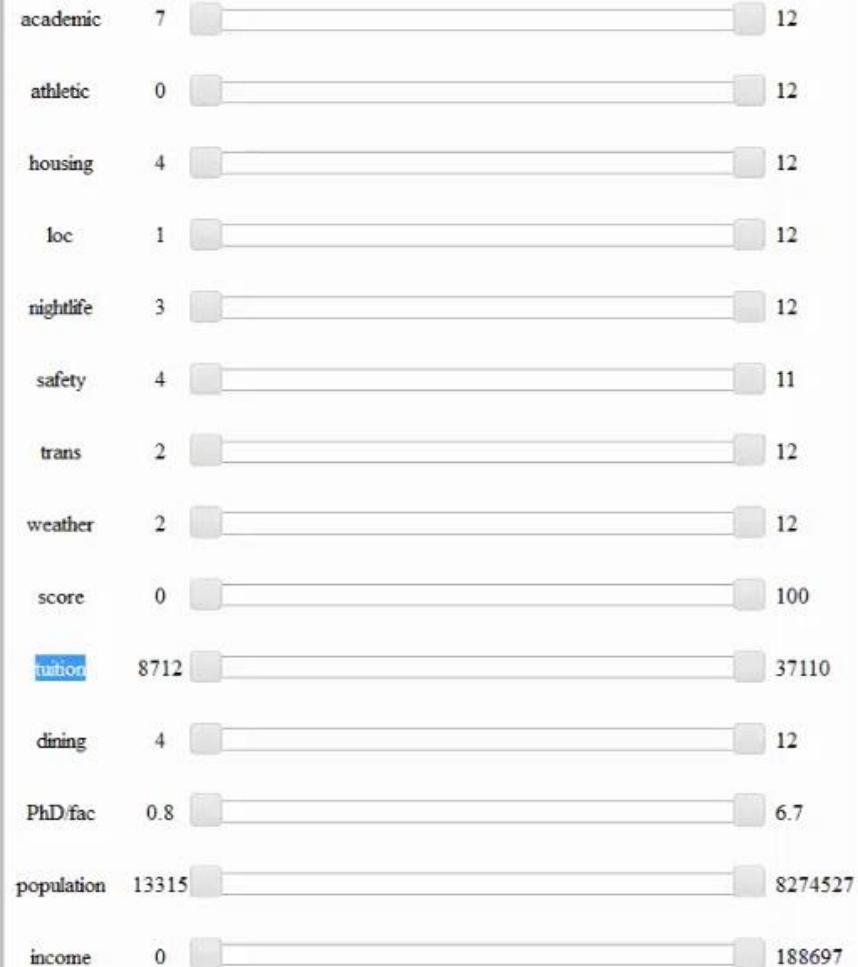 academic 7 12
athletic 0 12
housing 4 12
loc 1 12
nightlife 3 12
safety 4 11
trans 2 12
weather 2 12
score 0 100
tuition 8712 37110
dining 4 12
PhD/fac 0.8 6.7
population 13315 8274527
income 0 188697